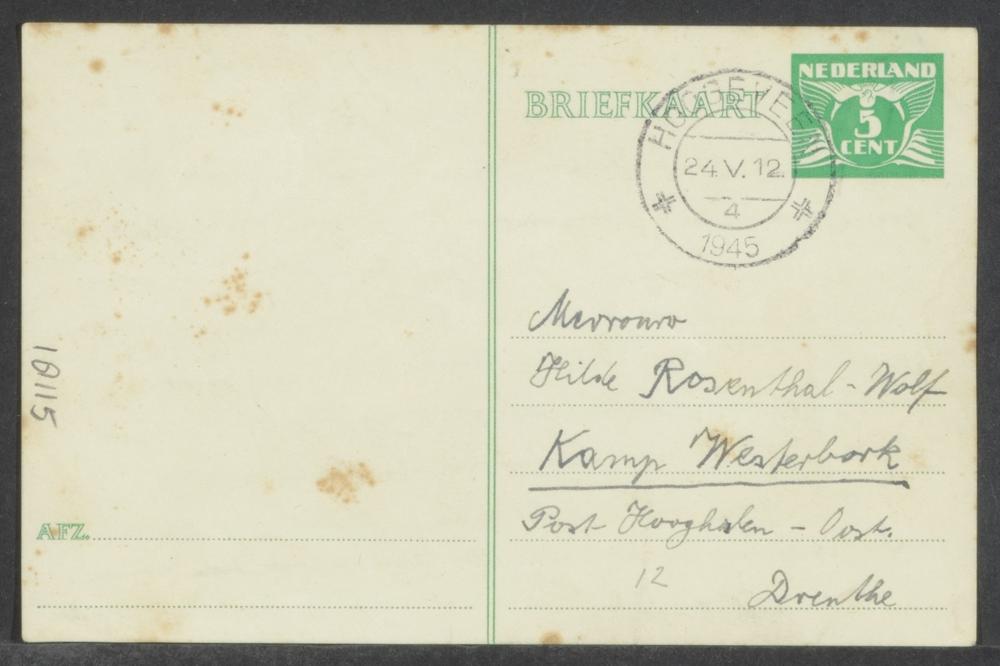 BRIEFKAART
NEDERLAND
5
CENT
HOOGEVEEN
24.V.12.
4
1945
Mevrouw
Hilde Rosenthal-Wolf
Kamp Westerbork
Post Hooghalen - Oost.
12
Drenthe
10115
AFZ.